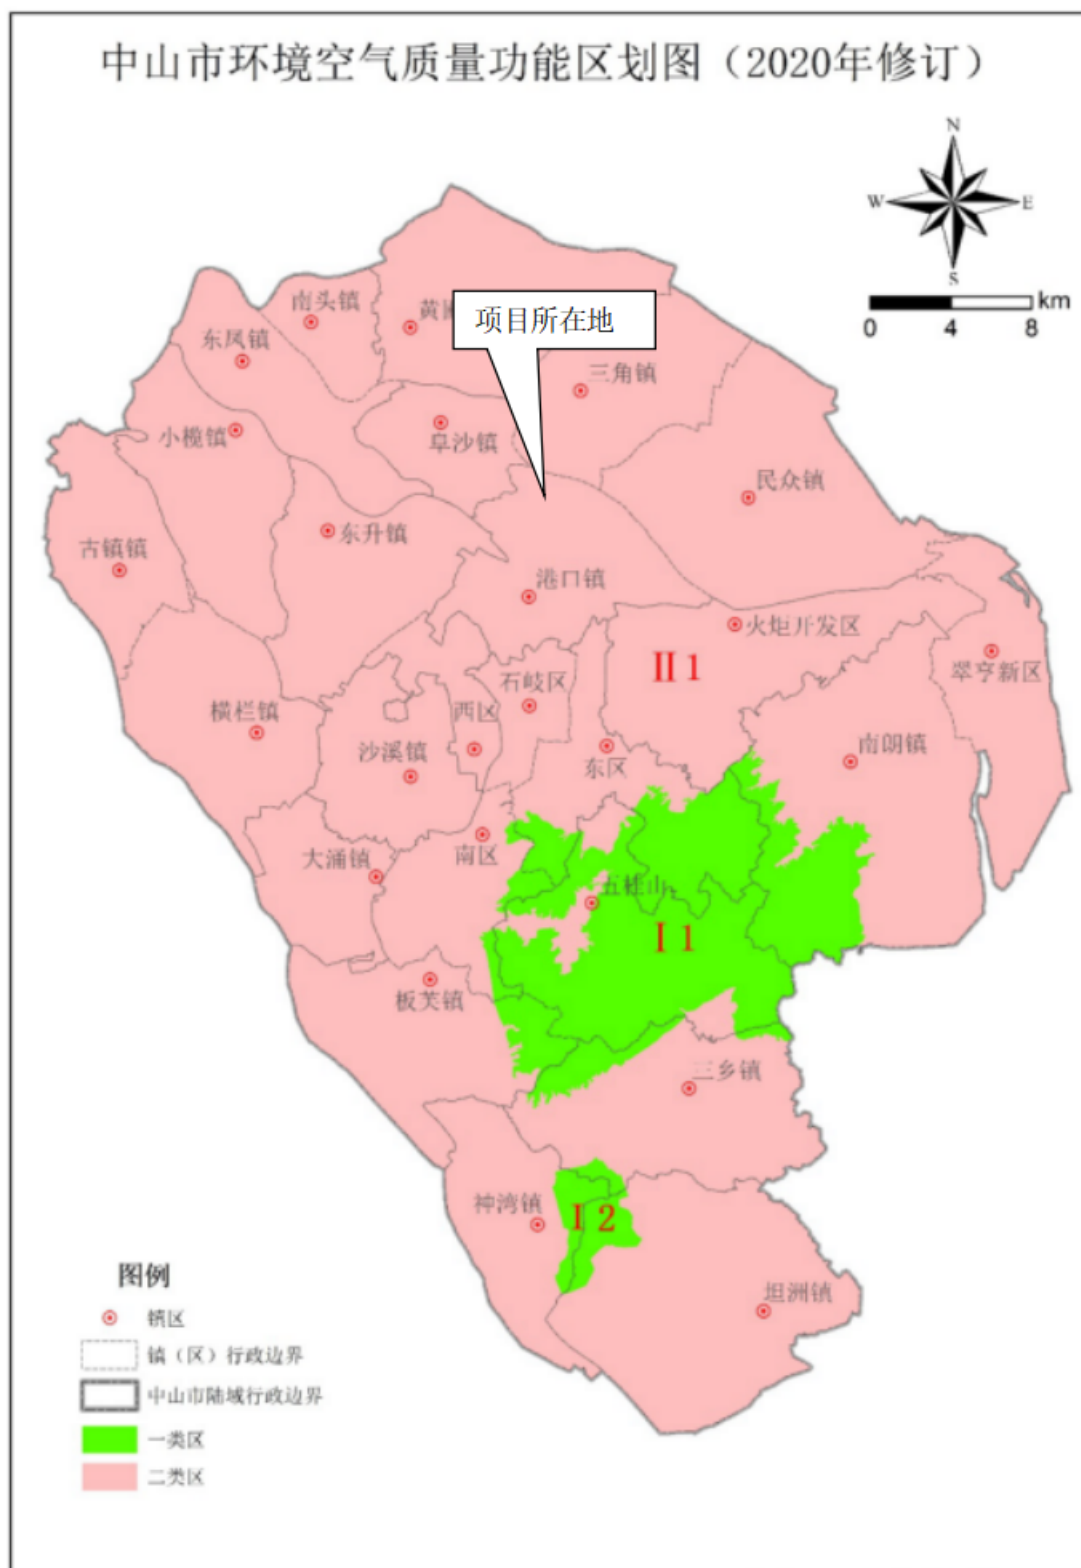 中山市环境空气质量功能区划图（2020年修订）
N
W
E
S
km
0 4 8
南头镇
黄
项目所在地
东凤镇
三角镇
小榄镇
阜沙镇
民众镇
东升镇
古镇镇
港口镇
火炬开发区
II 1
翠亨新区
石岐区
横栏镇
西区
沙溪镇
东区
南朗镇
南区
大涌镇
五桂山
I 1
板芙镇
三乡镇
神湾镇
I 2
坦洲镇
图例
镇区
镇（区）行政边界
中山市陆域行政边界
一类区
二类区